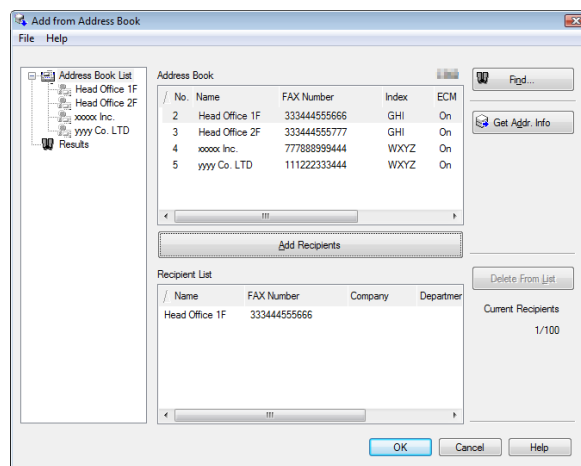 Add from Address Book
File Help
Address Book List
Head Office 1F
Head Office 2F
xxxxx Inc.
yyyy Co. LTD
Results
Address Book
/ No. Name FAX Number Index ECM
2 Head Office 1F 333444555666 GHI On
3 Head Office 2F 333444555777 GHI On
4 xxxxx Inc. 777888999444 WXYZ On
5 yyyy Co. LTD 111222333444 WXYZ On
Add Recipients
Recipient List
/ Name FAX Number Company Departmer
Head Office 1F 333444555666
Find...
Get Addr. Info
Delete From List
Current Recipients
1/100
OK Cancel Help